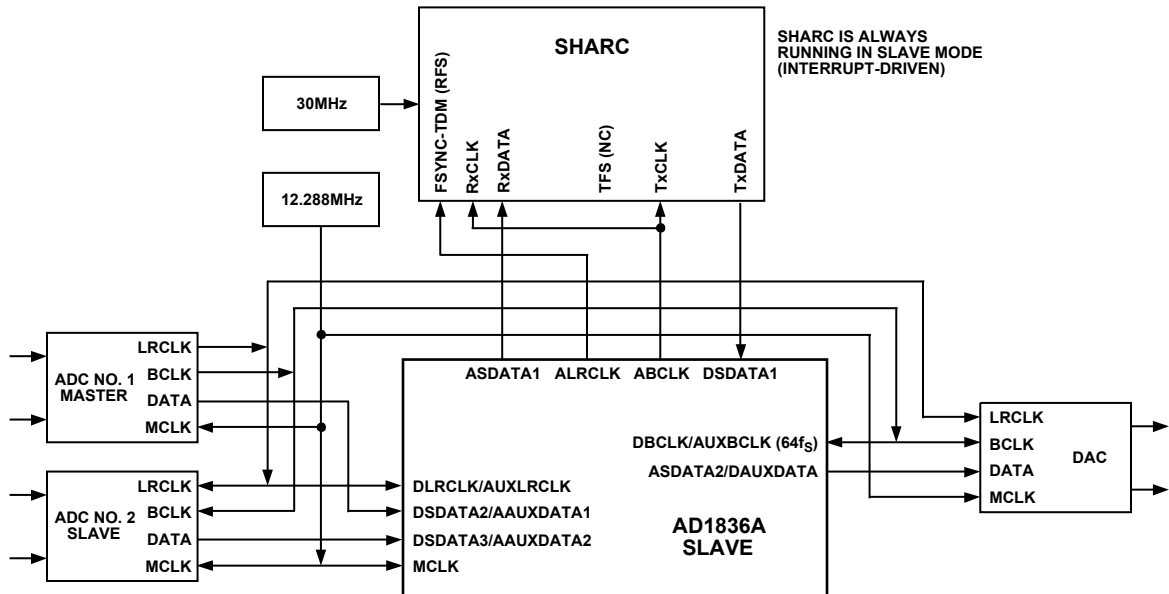 SHARC
SHARC IS ALWAYS
RUNNING IN SLAVE MODE
(INTERRUPT-DRIVEN)
30MHz
12.288MHz
FSYNC-TDM (RFS)
RxCLK
RxDATA
TFS (NC)
TxCLK
TxDATA
ADC NO. 1
MASTER
LRCLK
BCLK
DATA
MCLK
ADC NO. 2
SLAVE
LRCLK
BCLK
DATA
MCLK
ASDATA1 ALRCLK ABCLK DSDATA1
DBCLK/AUXBCLK (64fS)
ASDATA2/DAUXDATA
DLRCLK/AUXLRCLK
DSDATA2/AAUXDATA1
DSDATA3/AAUXDATA2
MCLK
AD1836A
SLAVE
LRCLK
BCLK
DATA
MCLK
DAC